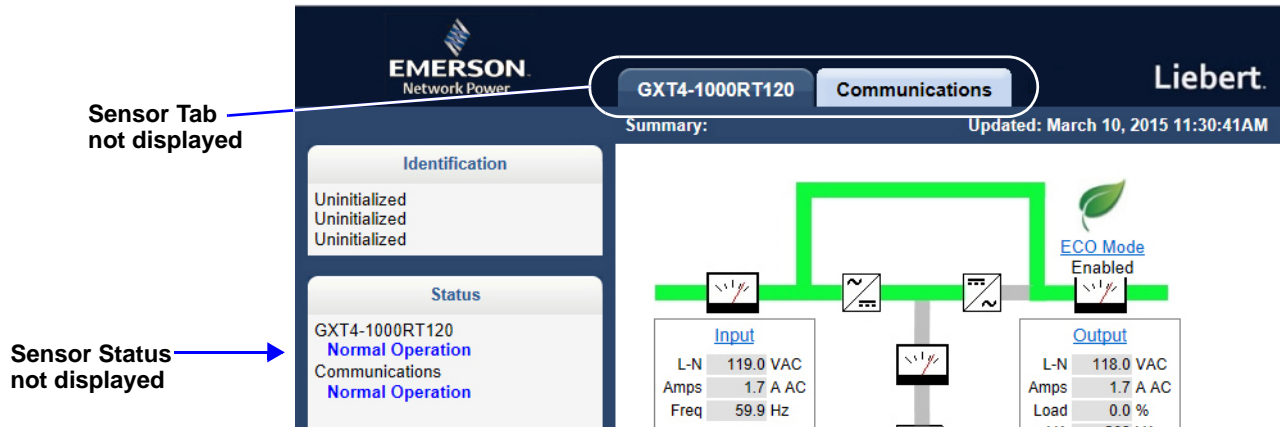 EMERSON.
Network Power
Liebert.
GXT4-1000RT120
Communications
Sensor Tab
not displayed
Summary:
Updated: March 10, 2015 11:30:41AM
Identification
Uninitialized
Uninitialized
Uninitialized
ECO Mode
Enabled
Status
GXT4-1000RT120
Normal Operation
Communications
Normal Operation
Sensor Status
not displayed
Input
L-N 119.0 VAC
Amps 1.7 A AC
Freq 59.9 Hz
Output
L-N 118.0 VAC
Amps 1.7 A AC
Load 0.0 %